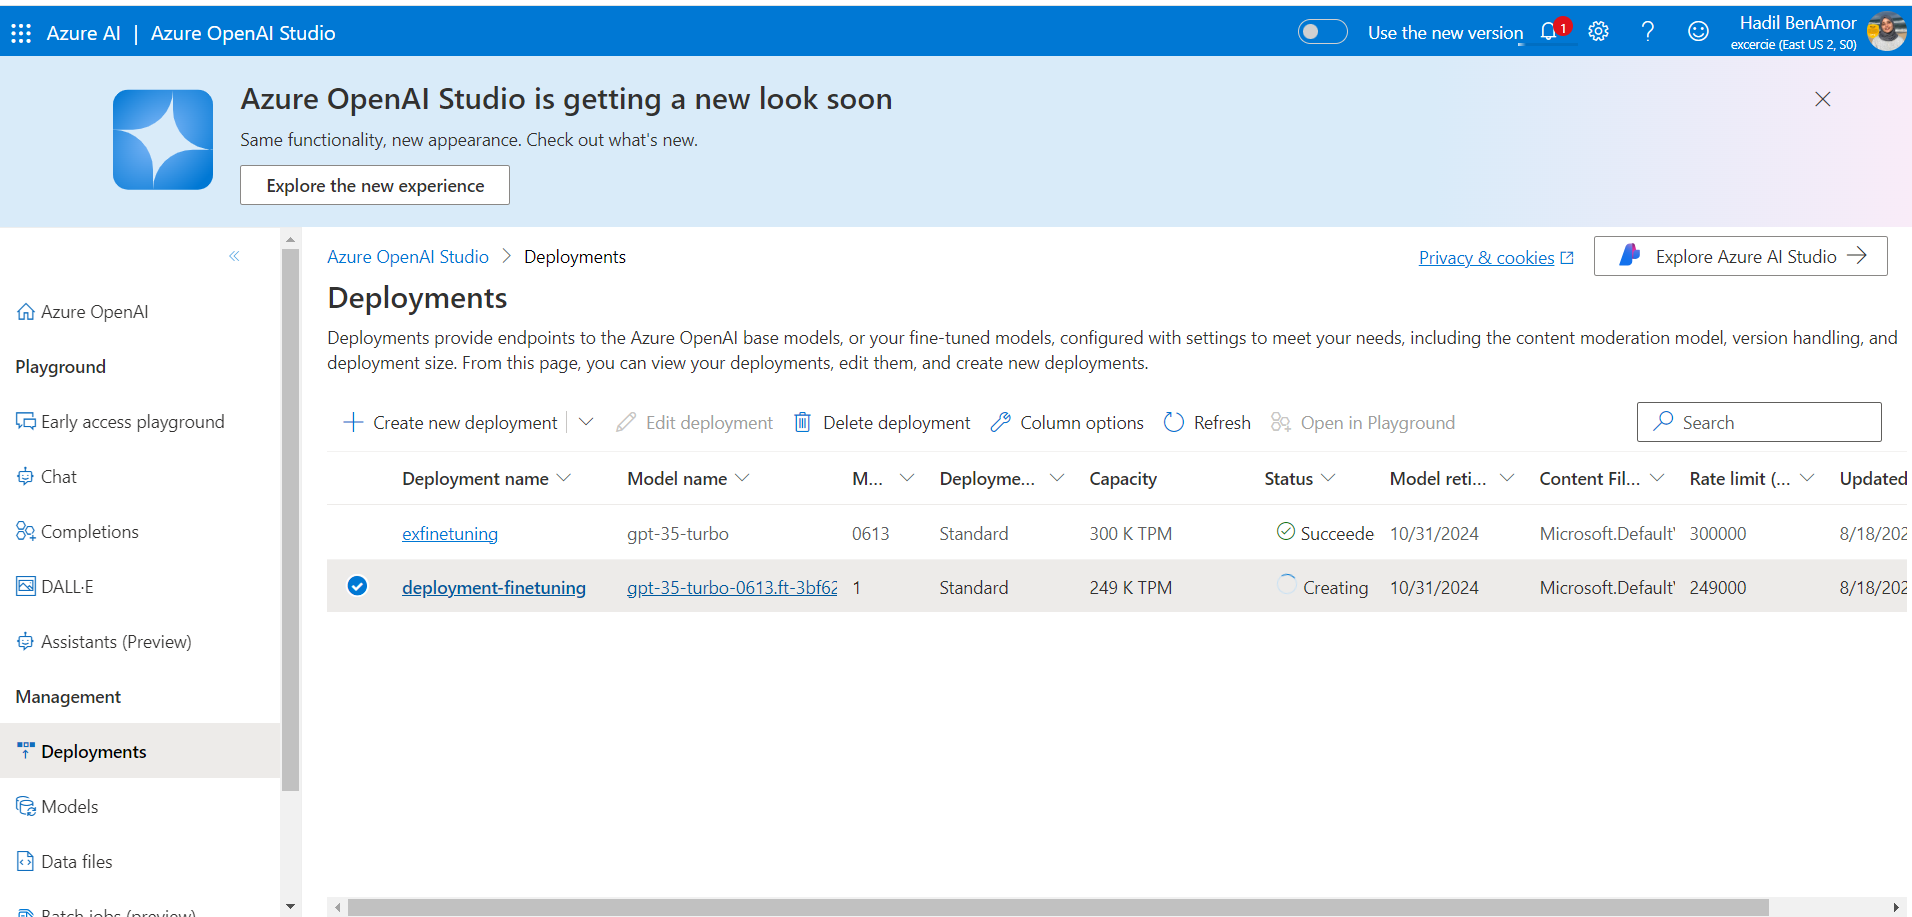 Azure AI | Azure OpenAI Studio
Use the new version
1
Hadil BenAmor
excercie (East US 2, S0)
Azure OpenAI Studio is getting a new look soon
Same functionality, new appearance. Check out what's new.
Explore the new experience
Azure OpenAI
Playground
Early access playground
Chat
Completions
DALL·E
Assistants (Preview)
Management
Deployments
Models
Data files
Batch jobs (preview)
Azure OpenAI Studio > Deployments
Privacy & cookies
Explore Azure AI Studio
Deployments
Deployments provide endpoints to the Azure OpenAI base models, or your fine-tuned models, configured with settings to meet your needs, including the content moderation model, version handling, and
deployment size. From this page, you can view your deployments, edit them, and create new deployments.
Create new deployment Edit deployment Delete deployment Column options Refresh Open in Playground Search
Deployment name Model name M... Deployme... Capacity Status Model reti... Content Fil... Rate limit (... Updated
exfinetuning gpt-35-turbo 0613 Standard 300 K TPM Succeede 10/31/2024 Microsoft.Default 300000 8/18/202
deployment-finetuning gpt-35-turbo-0613.ft-3bf62 1 Standard 249 K TPM Creating 10/31/2024 Microsoft.Default 249000 8/18/202